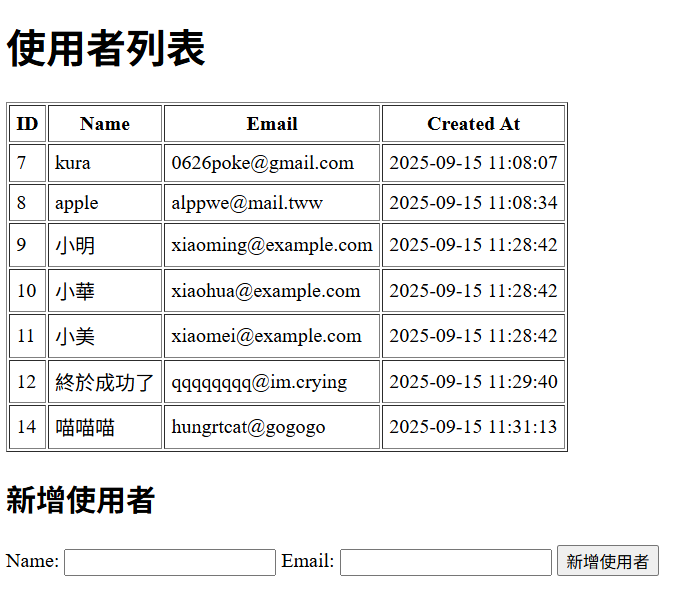 使用者列表
ID Name Email Created At
7 kura 0626poke@gmail.com 2025-09-15 11:08:07
8 apple alppwe@mail.tww 2025-09-15 11:08:34
9 小明 xiaoming@example.com 2025-09-15 11:28:42
10 小華 xiaohua@example.com 2025-09-15 11:28:42
11 小美 xiaomei@example.com 2025-09-15 11:28:42
12 終於成功了 qqqqqqqq@im.crying 2025-09-15 11:29:40
14 喵喵喵 hungrtcat@gogogo 2025-09-15 11:31:13
新增使用者
Name: Email: 新增使用者